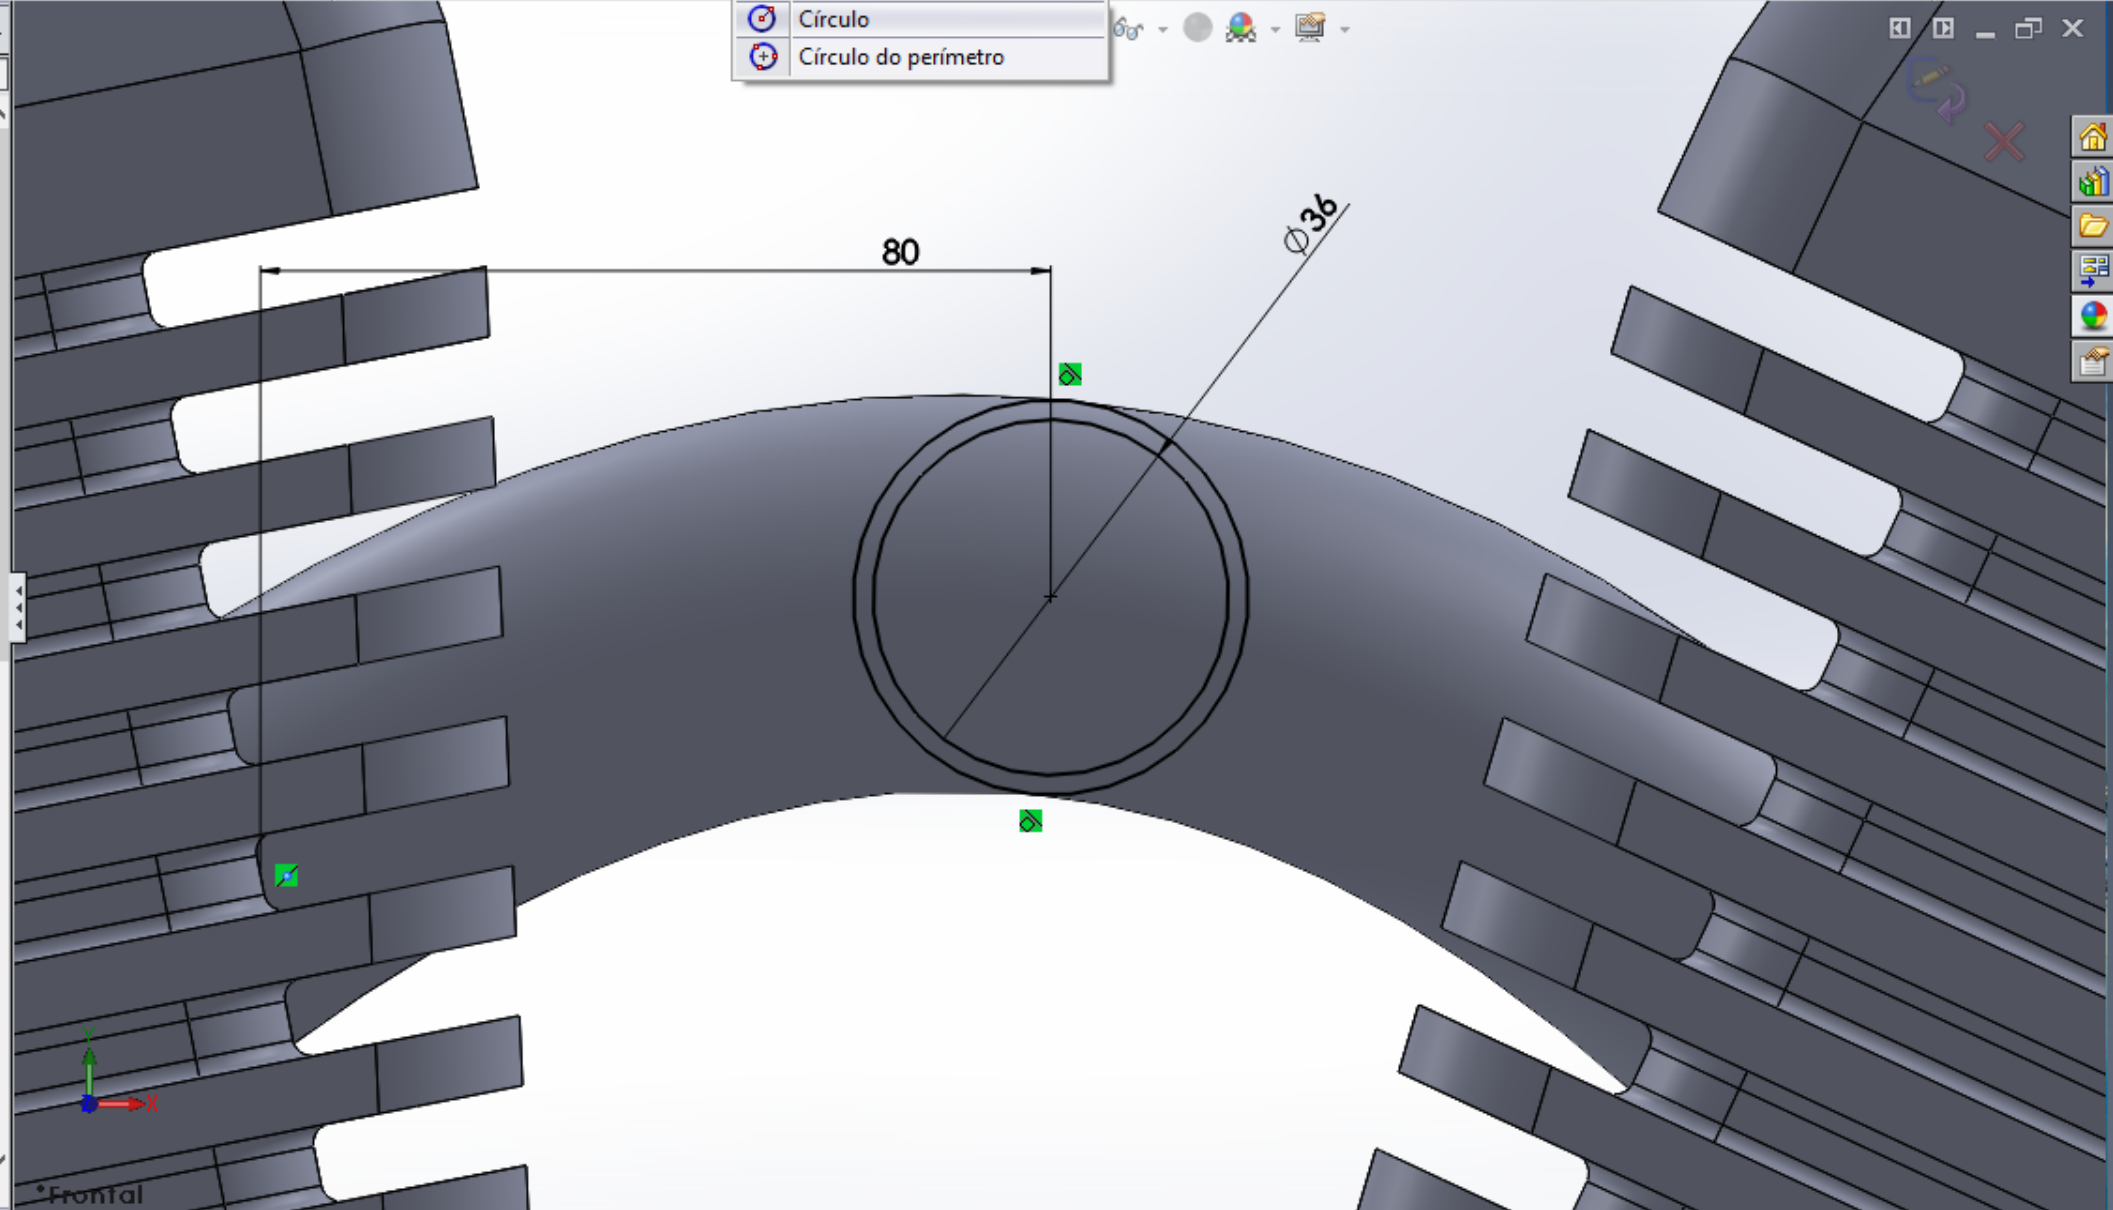 Círculo
Círculo do perímetro
80
∅36
Y
X
Z
*Frontal